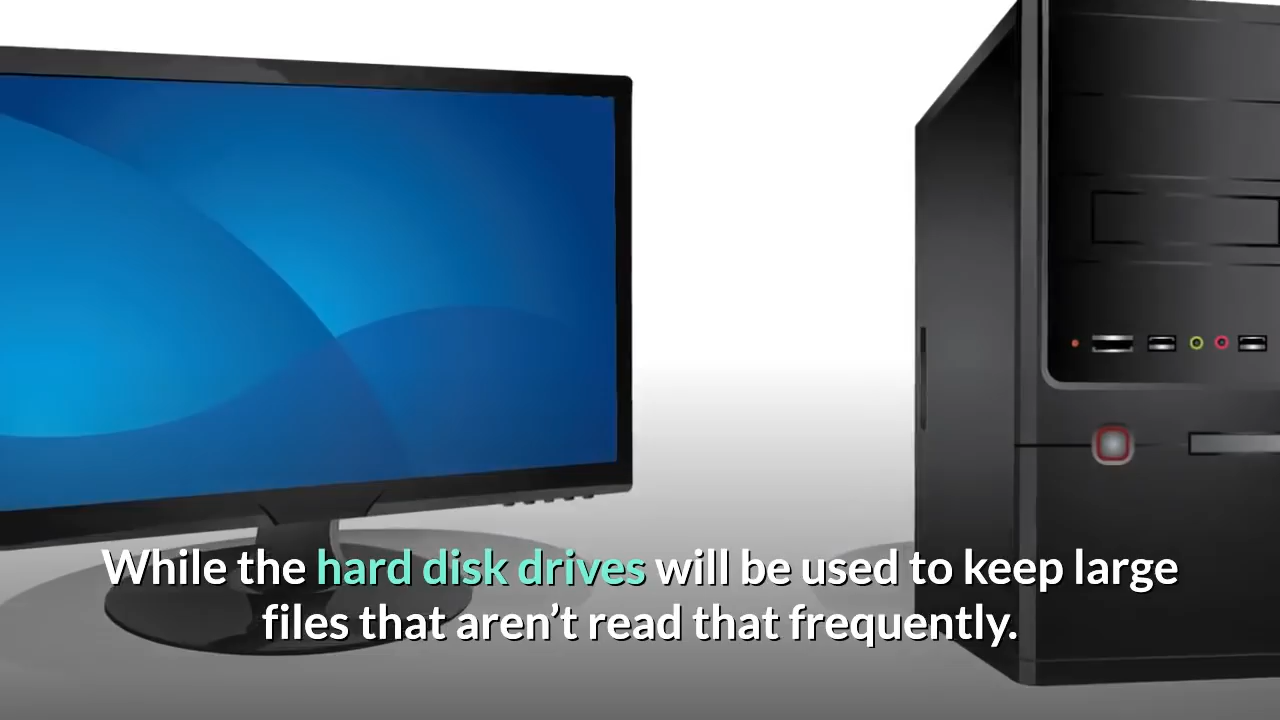 While the hard disk drives will be used to keep large
files that aren’t read that frequently.